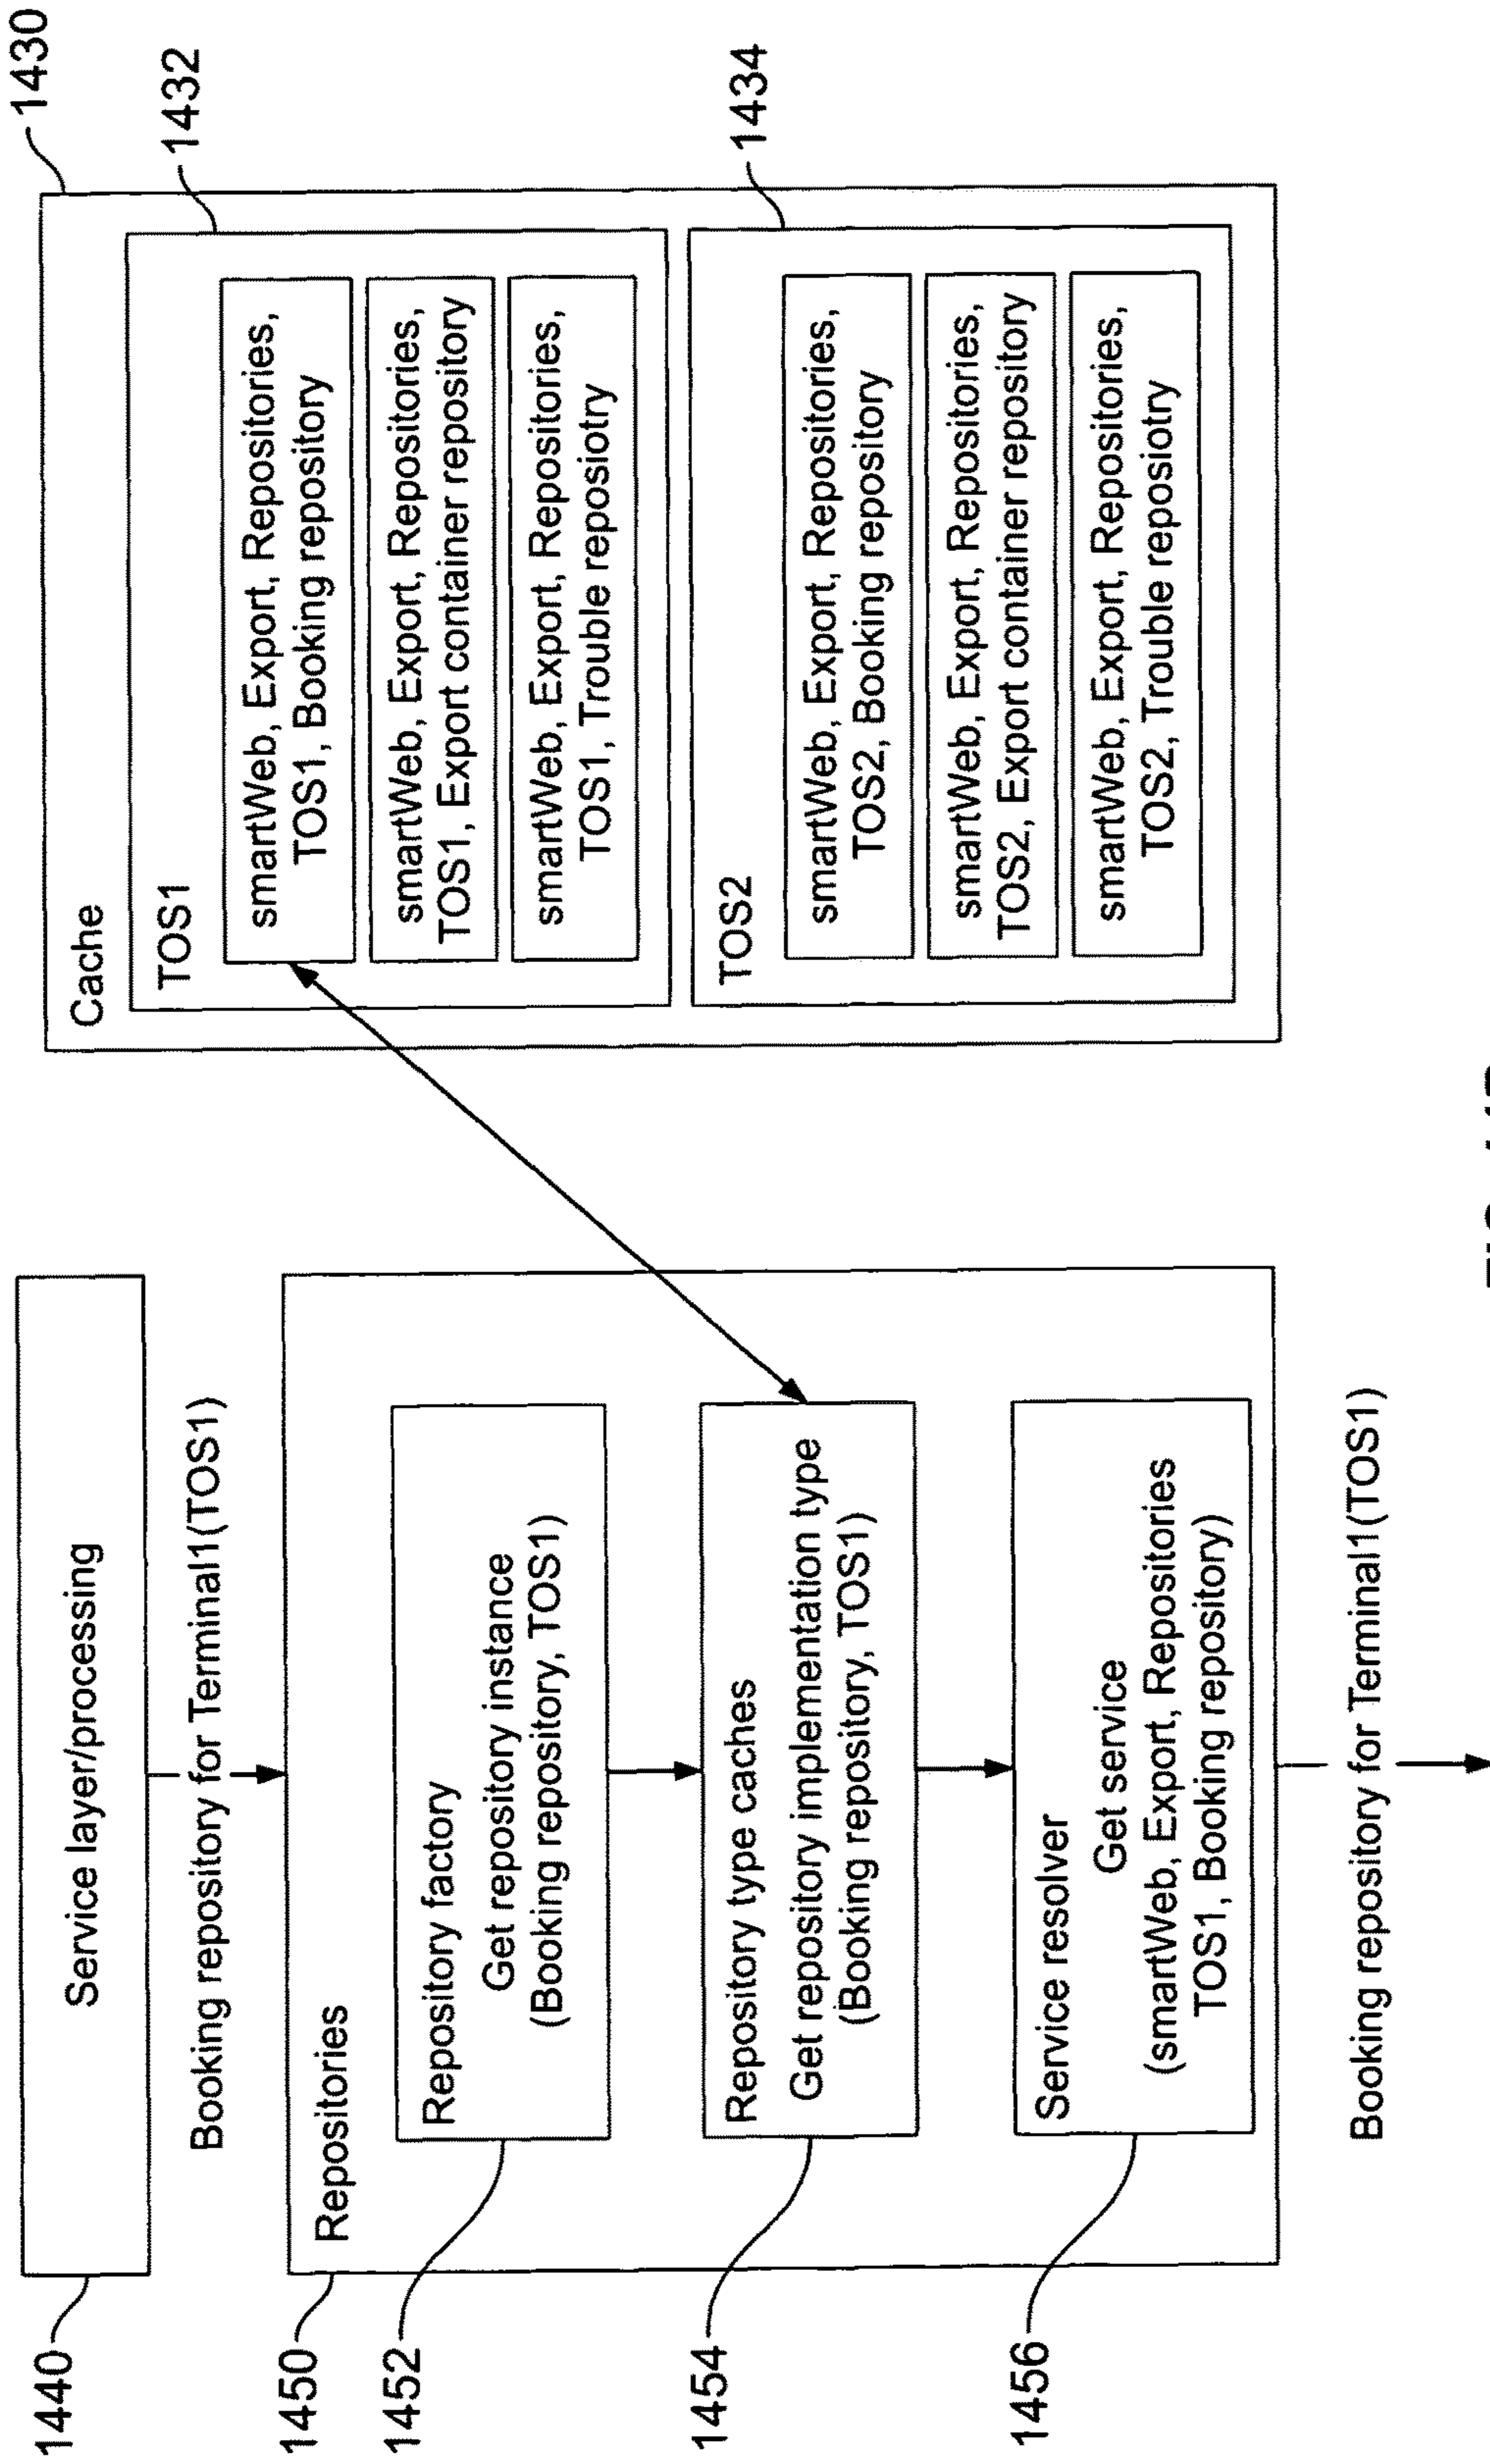 1440
Service layer/processing
Booking repository for Terminal1(TOS1)
1450
Repositories
1452
Repository factory
Get repository instance
(Booking repository, TOS1)
1454
Repository type caches
Get repository implementation type
(Booking repository, TOS1)
1456
Service resolver
Get service
(smartWeb, Export, Repositories
TOS1, Booking repository)
Booking repository for Terminal1(TOS1)
1430
Cache
1432
TOS1
smartWeb, Export, Repositories,
TOS1, Booking repository
smartWeb, Export, Repositories,
TOS1, Export container repository
smartWeb, Export, Repositories,
TOS1, Trouble reposiotry
1434
TOS2
smartWeb, Export, Repositories,
TOS2, Booking repository
smartWeb, Export, Repositories,
TOS2, Export container repository
smartWeb, Export, Repositories,
TOS2, Trouble reposiotry